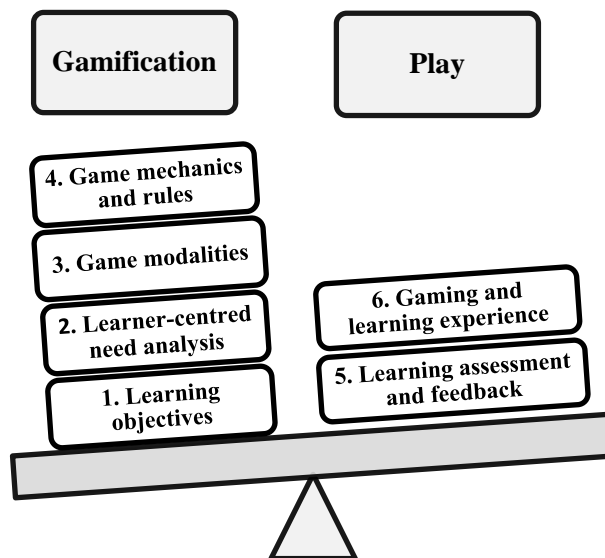 Gamification
Play
4. Game mechanics
and rules
3. Game modalities
2. Learner-centred
need analysis
1. Learning
objectives
6. Gaming and
learning experience
5. Learning assessment
and feedback